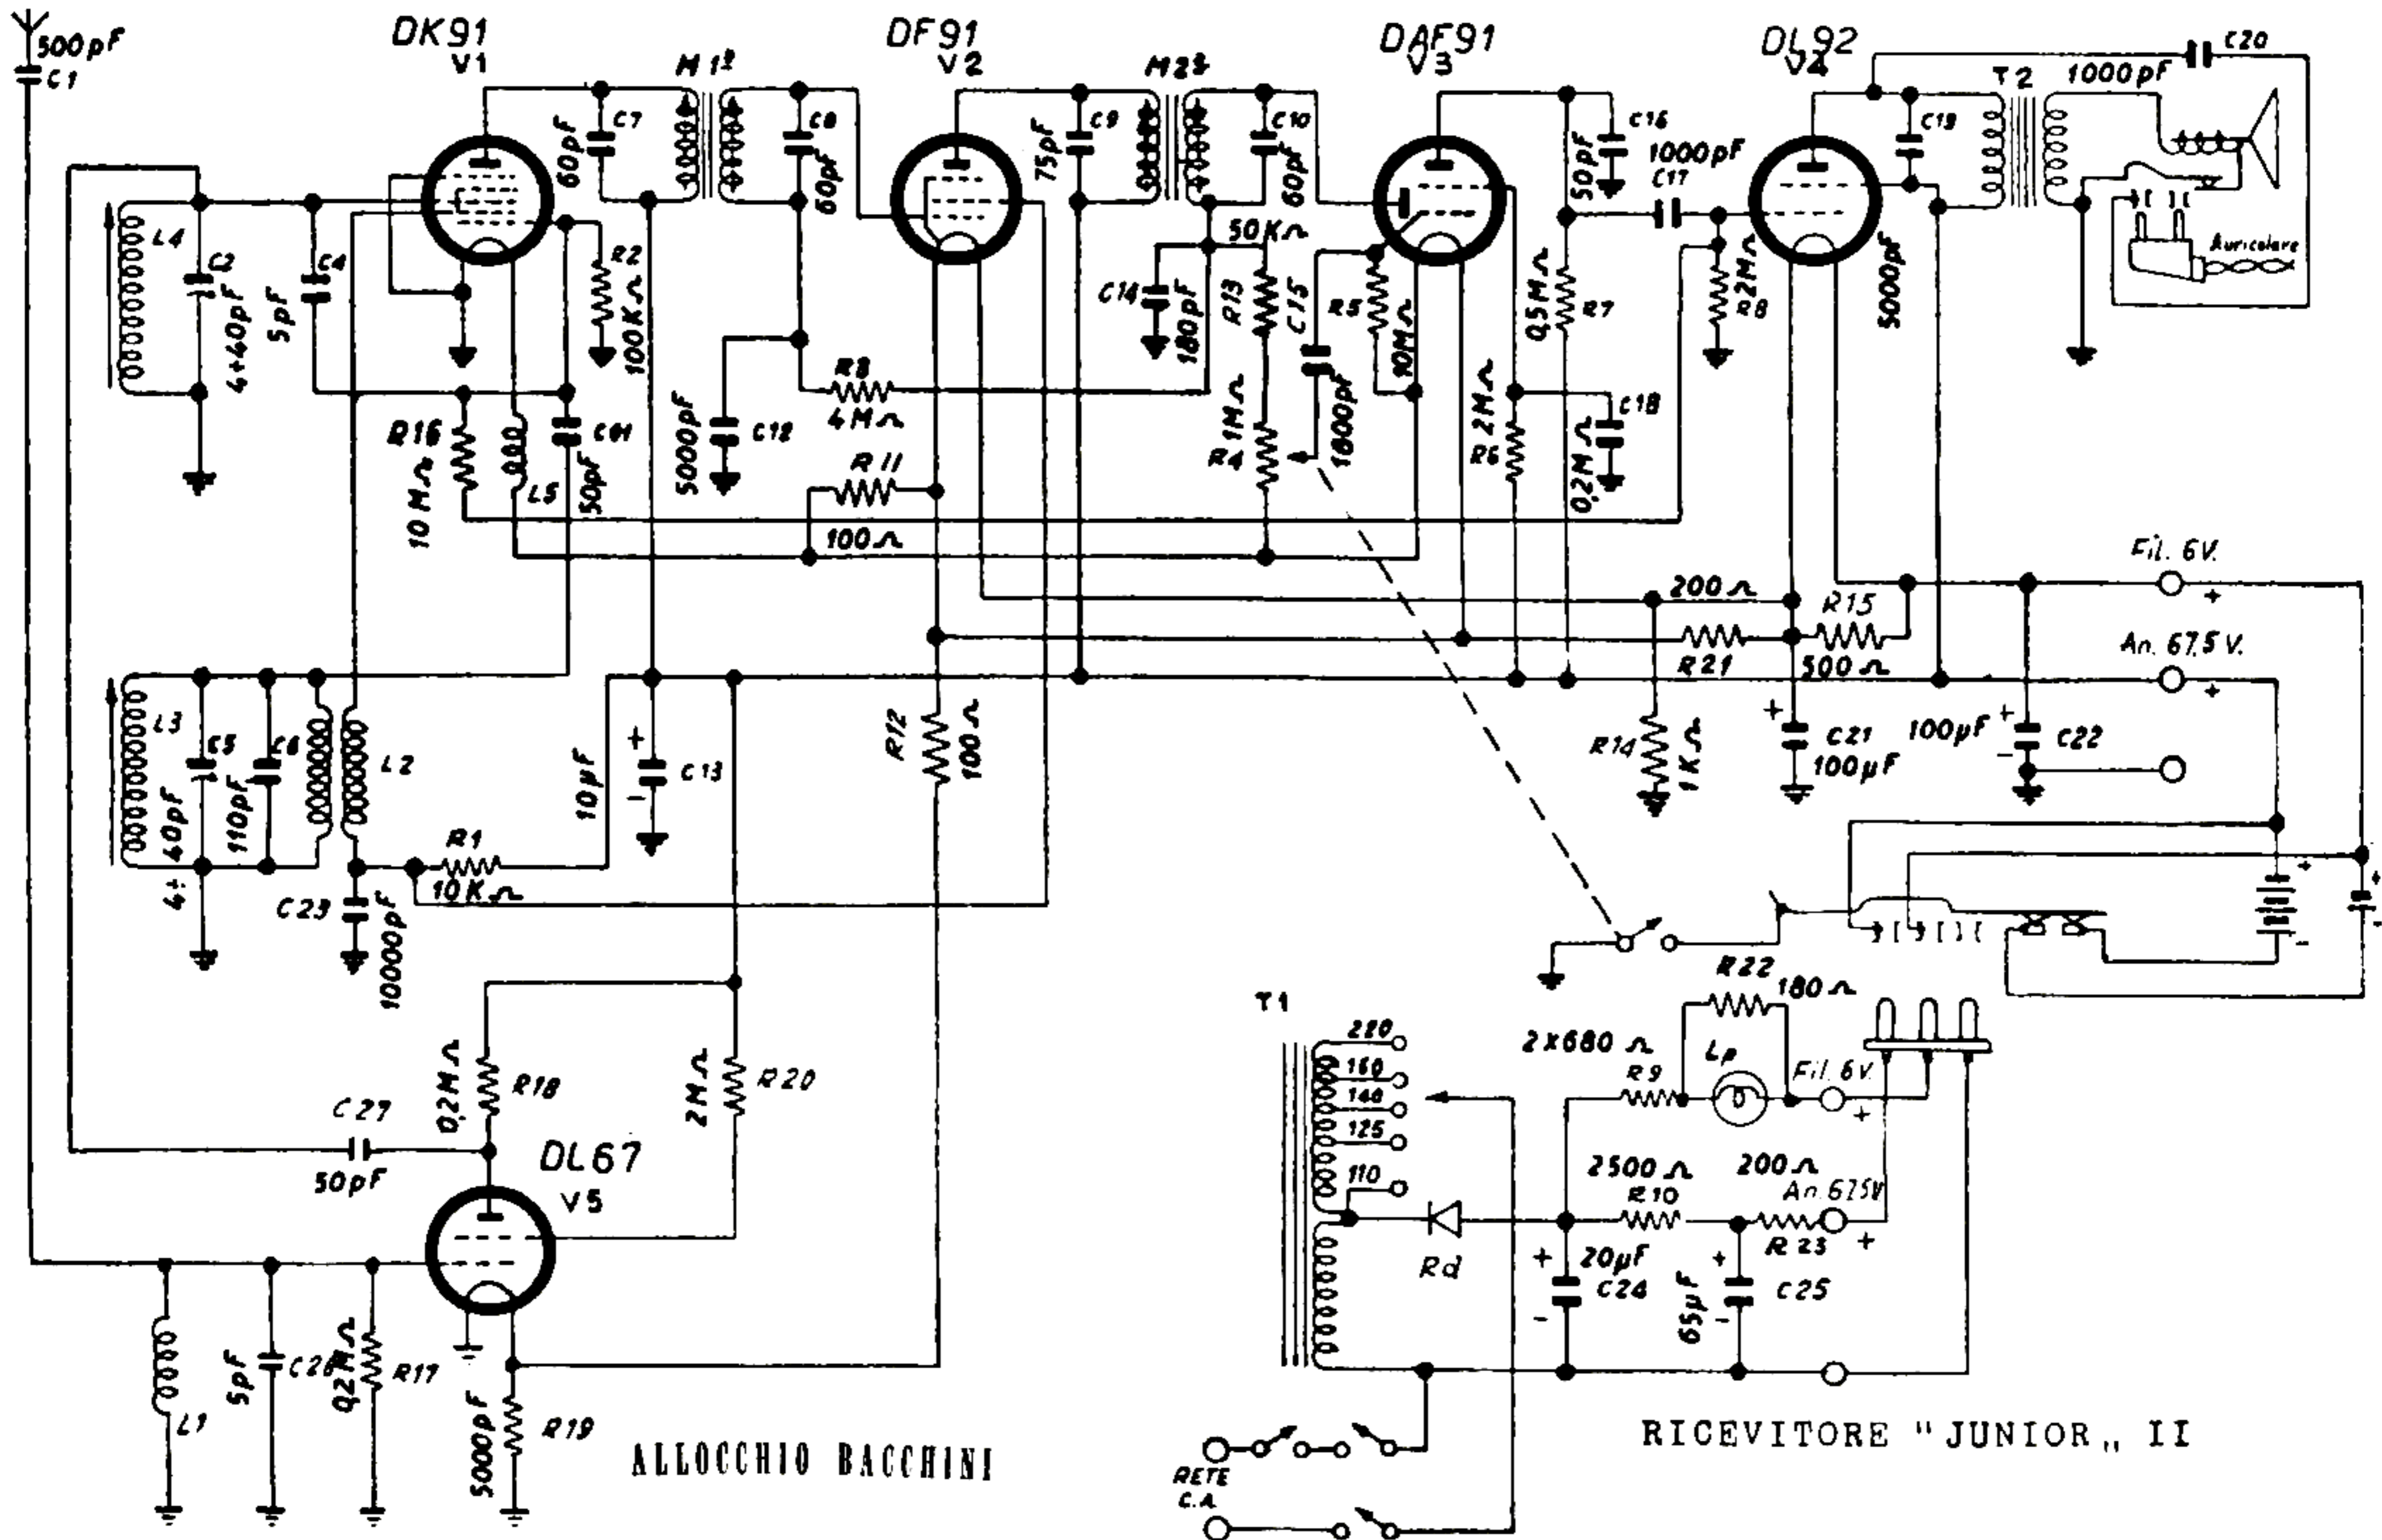 500pF
C1
DK91
V1
M1ª
DF91
V2
M2ª
DAF91
V3
DL92
V4
T2
1000pF
C20
L4
C2
4÷40pF
C4
5pF
R2
100KΩ
C7
60pF
C8
60pF
C9
75pF
C10
60pF
50KΩ
C14
180pF
R13
C15
R5
10MΩ
C16
50pF
1000pF
C17
0,5MΩ
R7
2MΩ
R8
C19
5000pF
Auricolare
R16
10MΩ
L5
50pF
5000pF
C12
R3
4MΩ
R11
100Ω
1MΩ
R4
R6
2MΩ
C18
0,2MΩ
Fil. 6V.
+
200Ω
R15
R21
500Ω
An. 67,5V.
+
L3
C5
4÷40pF
C6
110pF
L2
10μF
+
C13
-
R12
100Ω
R14
1KΩ
+
C21
100μF
100μF
+
-
C22
R1
10KΩ
C23
10000pF
+
-
+
-
T1
220
160
140
125
110
R22
180Ω
2X680Ω
R9
Lp
Fil. 6V.
+
2500Ω
R10
200Ω
An. 67,5V
R23
+
Rd
+
20μF
C24
-
65μF
+
-
C25
0,2MΩ
R18
2MΩ
R20
C27
50pF
DL67
V5
L1
5pF
C26
0,2MΩ
R17
5000pF
R19
ALLOCCHIO BACCHINI
RETE
C.A
RICEVITORE "JUNIOR„ II